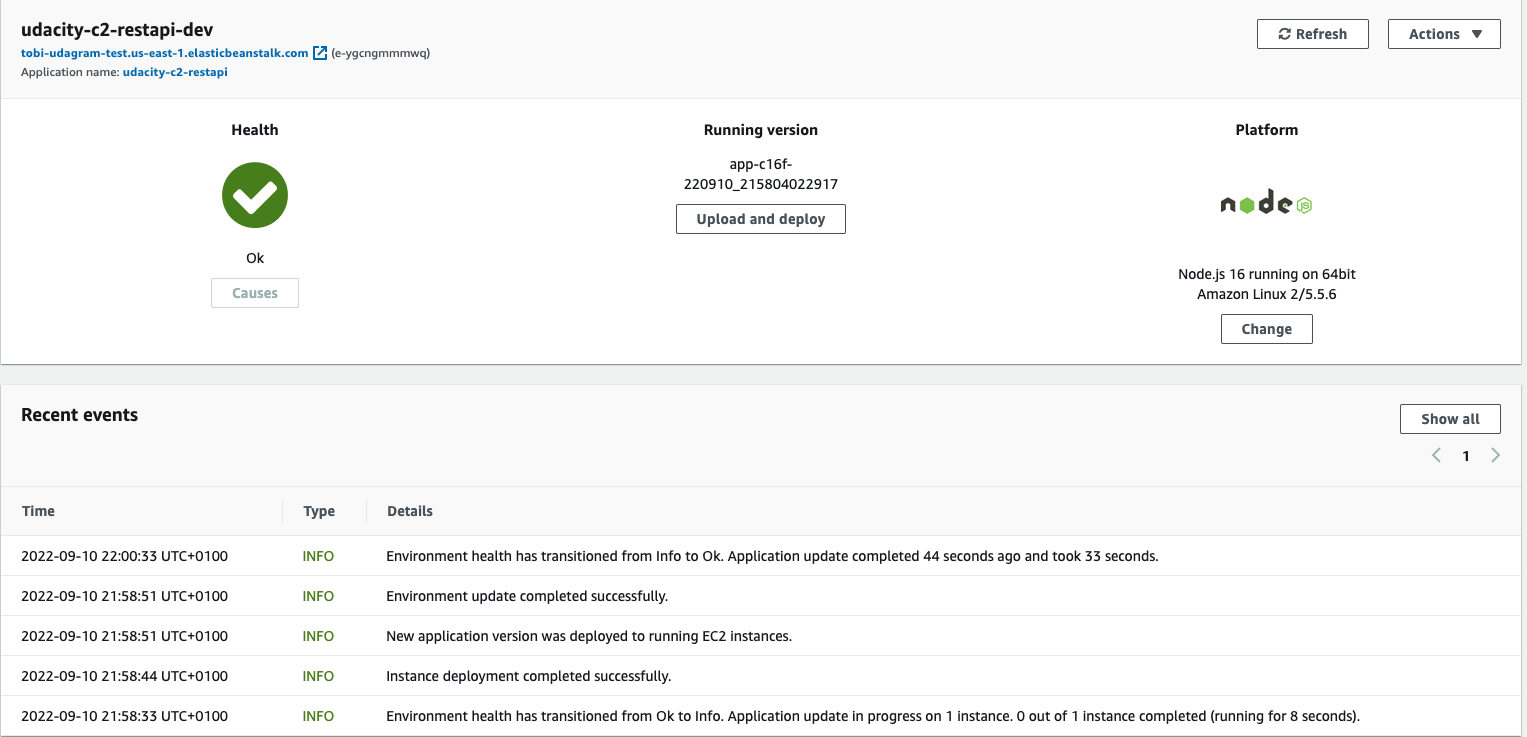 udacity-c2-restapi-dev
tobi-udagram-test.us-east-1.elasticbeanstalk.com (e-ygcngmmmwq)
Application name: udacity-c2-restapi
Refresh
Actions
Health
Ok
Causes
Running version
app-c16f-
220910_215804022917
Upload and deploy
Platform
node JS
Node.js 16 running on 64bit
Amazon Linux 2/5.5.6
Change
Recent events
Show all
1
Time Type Details
2022-09-10 22:00:33 UTC+0100 INFO Environment health has transitioned from Info to Ok. Application update completed 44 seconds ago and took 33 seconds.
2022-09-10 21:58:51 UTC+0100 INFO Environment update completed successfully.
2022-09-10 21:58:51 UTC+0100 INFO New application version was deployed to running EC2 instances.
2022-09-10 21:58:44 UTC+0100 INFO Instance deployment completed successfully.
2022-09-10 21:58:33 UTC+0100 INFO Environment health has transitioned from Ok to Info. Application update in progress on 1 instance. 0 out of 1 instance completed (running for 8 seconds).